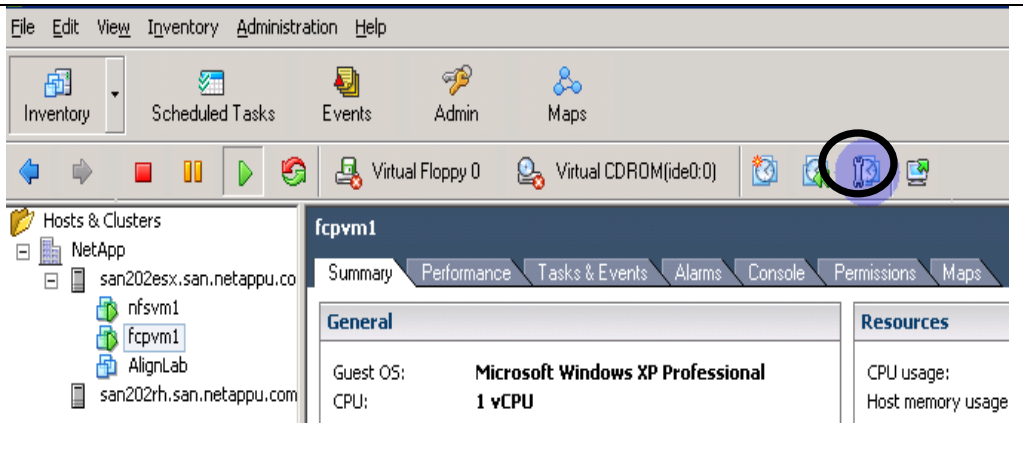 File Edit View Inventory Administration Help
Inventory Scheduled Tasks Events Admin Maps
Virtual Floppy 0 Virtual CDROM(ide0:0)
Hosts & Clusters
NetApp
san202esx.san.netappu.co
nfsvm1
fcpvm1
AlignLab
san202rh.san.netappu.com
fcpvm1
Summary Performance Tasks & Events Alarms Console Permissions Maps
General
Guest OS: Microsoft Windows XP Professional
CPU: 1 vCPU
Resources
CPU usage:
Host memory usage